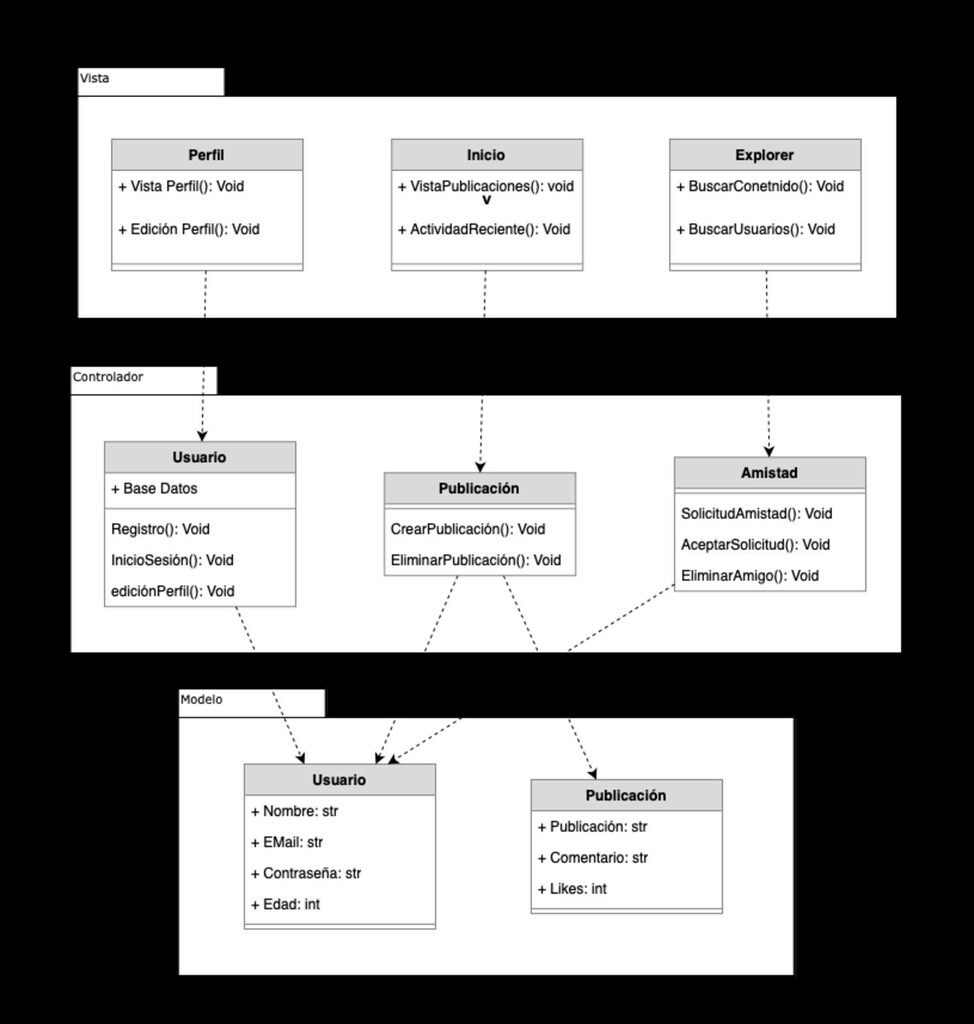 Vista
Perfil
+ Vista Perfil(): Void
+ Edición Perfil(): Void
Inicio
+ VistaPublicaciones(): void
v
+ ActividadReciente(): Void
Explorer
+ BuscarConetnido(): Void
+ BuscarUsuarios(): Void
Controlador
Usuario
+ Base Datos
Registro(): Void
InicioSesión(): Void
ediciónPerfil(): Void
Publicación
CrearPublicación(): Void
EliminarPublicación(): Void
Amistad
SolicitudAmistad(): Void
AceptarSolicitud(): Void
EliminarAmigo(): Void
Modelo
Usuario
+ Nombre: str
+ EMail: str
+ Contraseña: str
+ Edad: int
Publicación
+ Publicación: str
+ Comentario: str
+ Likes: int